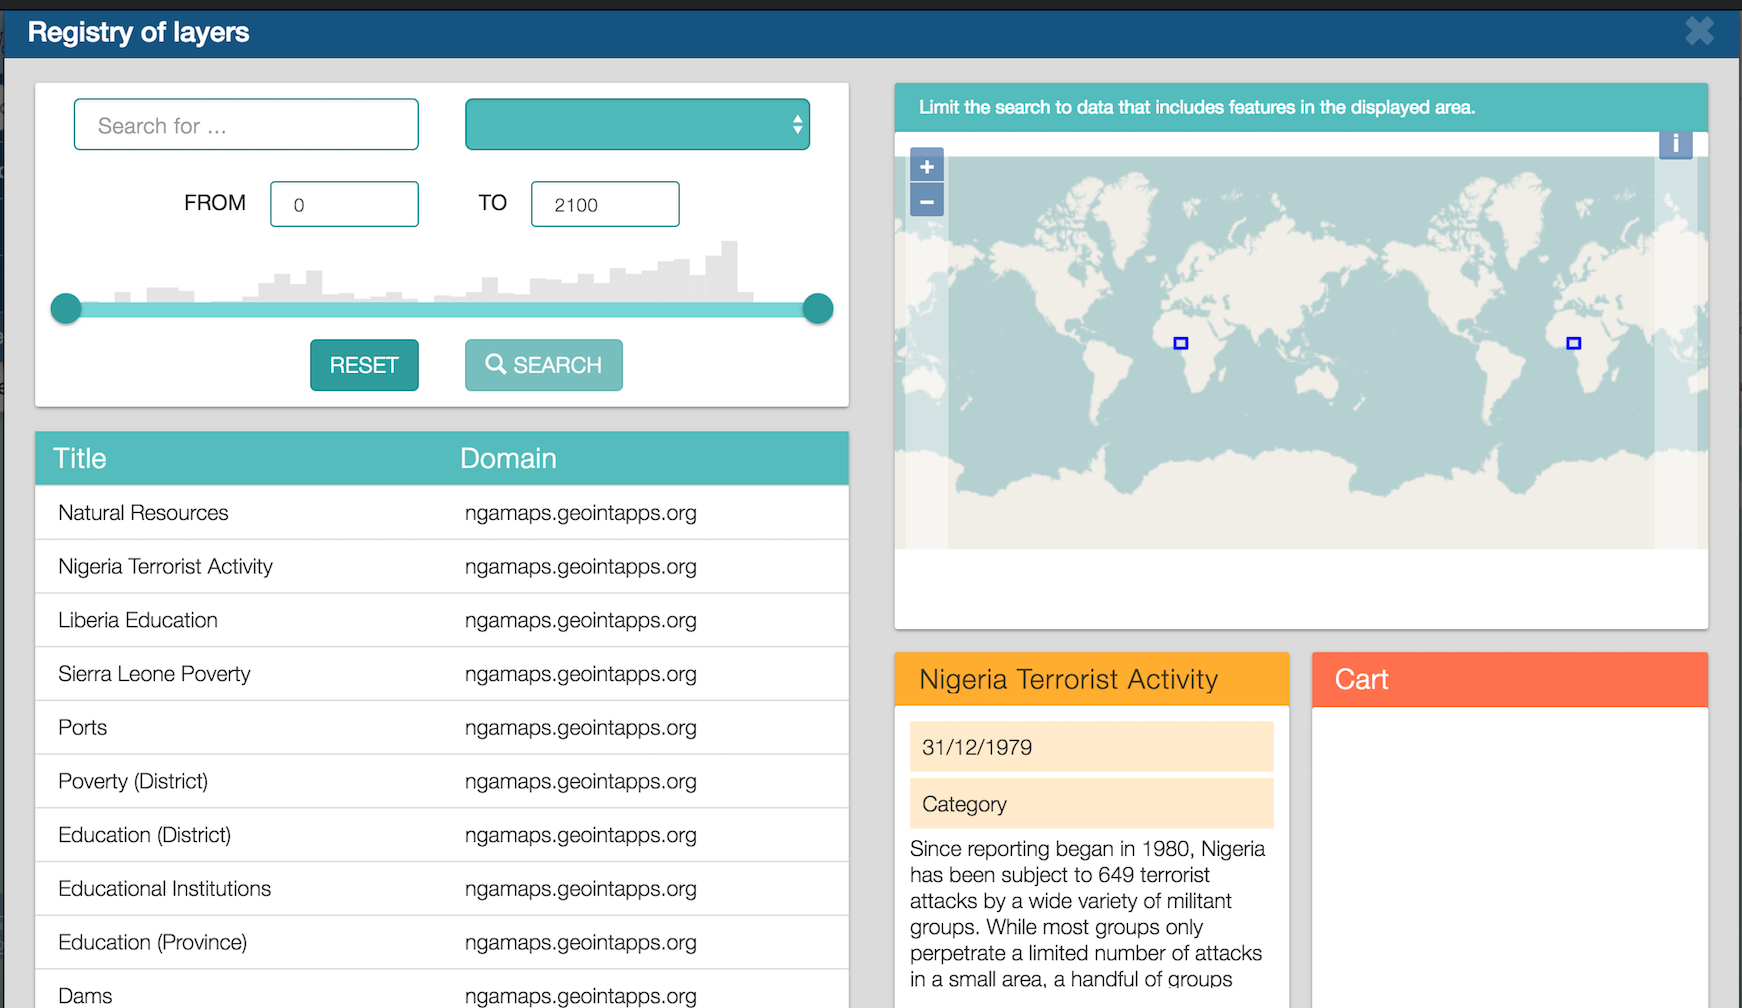 Registry of layers
Search for ...
FROM 0 TO 2100
RESET SEARCH
Title Domain
Natural Resources ngamaps.geointapps.org
Nigeria Terrorist Activity ngamaps.geointapps.org
Liberia Education ngamaps.geointapps.org
Sierra Leone Poverty ngamaps.geointapps.org
Ports ngamaps.geointapps.org
Poverty (District) ngamaps.geointapps.org
Education (District) ngamaps.geointapps.org
Educational Institutions ngamaps.geointapps.org
Education (Province) ngamaps.geointapps.org
Dams ngamaps.geointapps.org
Limit the search to data that includes features in the displayed area.
+
i
−
Nigeria Terrorist Activity
31/12/1979
Category
Since reporting began in 1980, Nigeria
has been subject to 649 terrorist
attacks by a wide variety of militant
groups. While most groups only
perpetrate a limited number of attacks
in a small area, a handful of groups
Cart